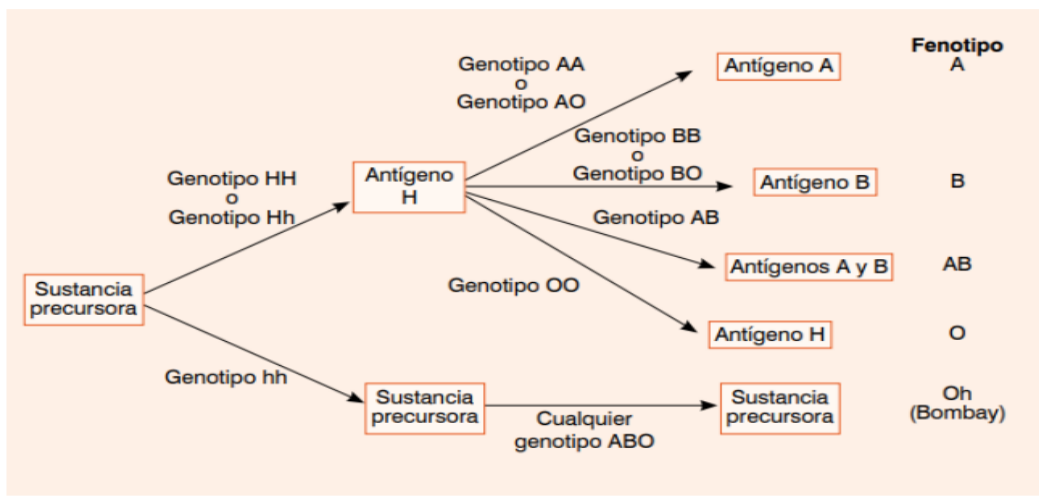 Fenotipo
Genotipo AA
o
Genotipo AO
Antígeno A
A
Genotipo BB
o
Genotipo BO
Antígeno B
B
Genotipo HH
o
Genotipo Hh
Antígeno
H
Genotipo AB
Antígenos A y B
AB
Sustancia
precursora
Genotipo OO
Antígeno H
O
Genotipo hh
Sustancia
precursora
Cualquier
genotipo ABO
Sustancia
precursora
Oh
(Bombay)